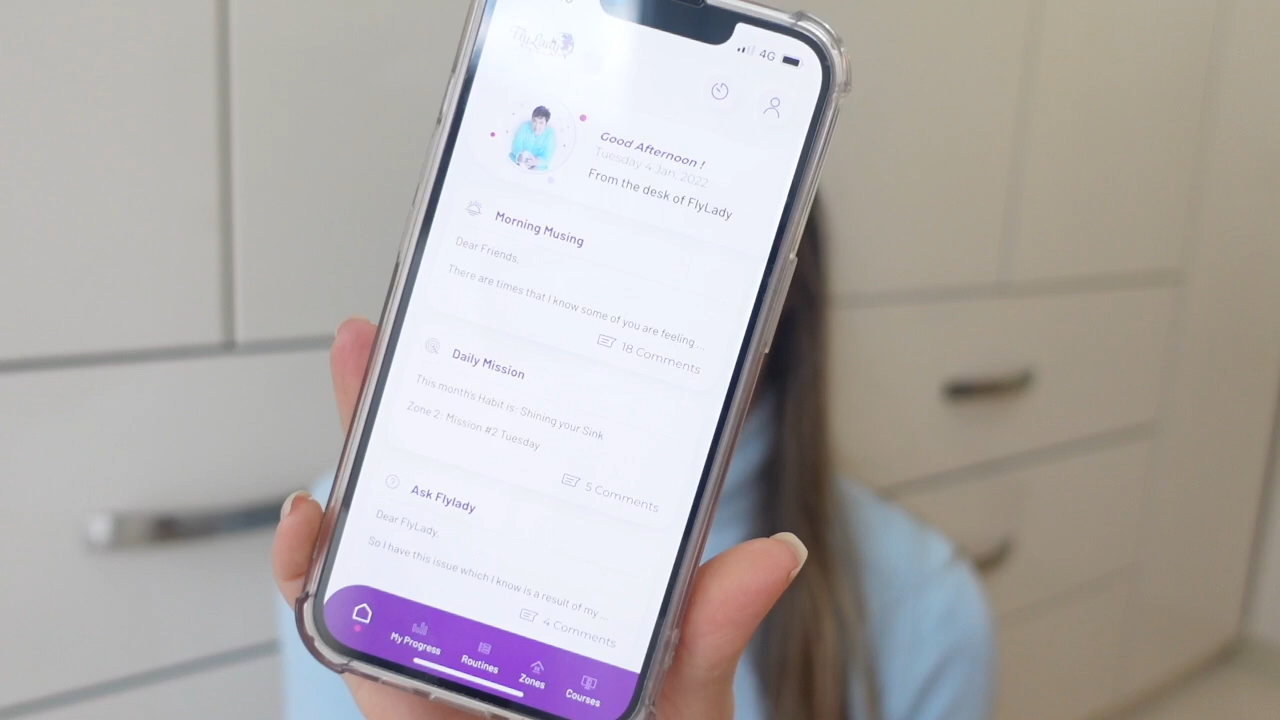 FlyLady
4G
Good Afternoon !
Tuesday 4 Jan, 2022
From the desk of FlyLady
Morning Musing
Dear Friends,
There are times that I know some of you are feeling...
18 Comments
Daily Mission
This month's Habit is: Shining your Sink
Zone 2: Mission #2 Tuesday
5 Comments
Ask Flylady
Dear FlyLady,
So I have this issue which I know is a result of my ...
4 Comments
My Progress
Routines
Zones
Courses